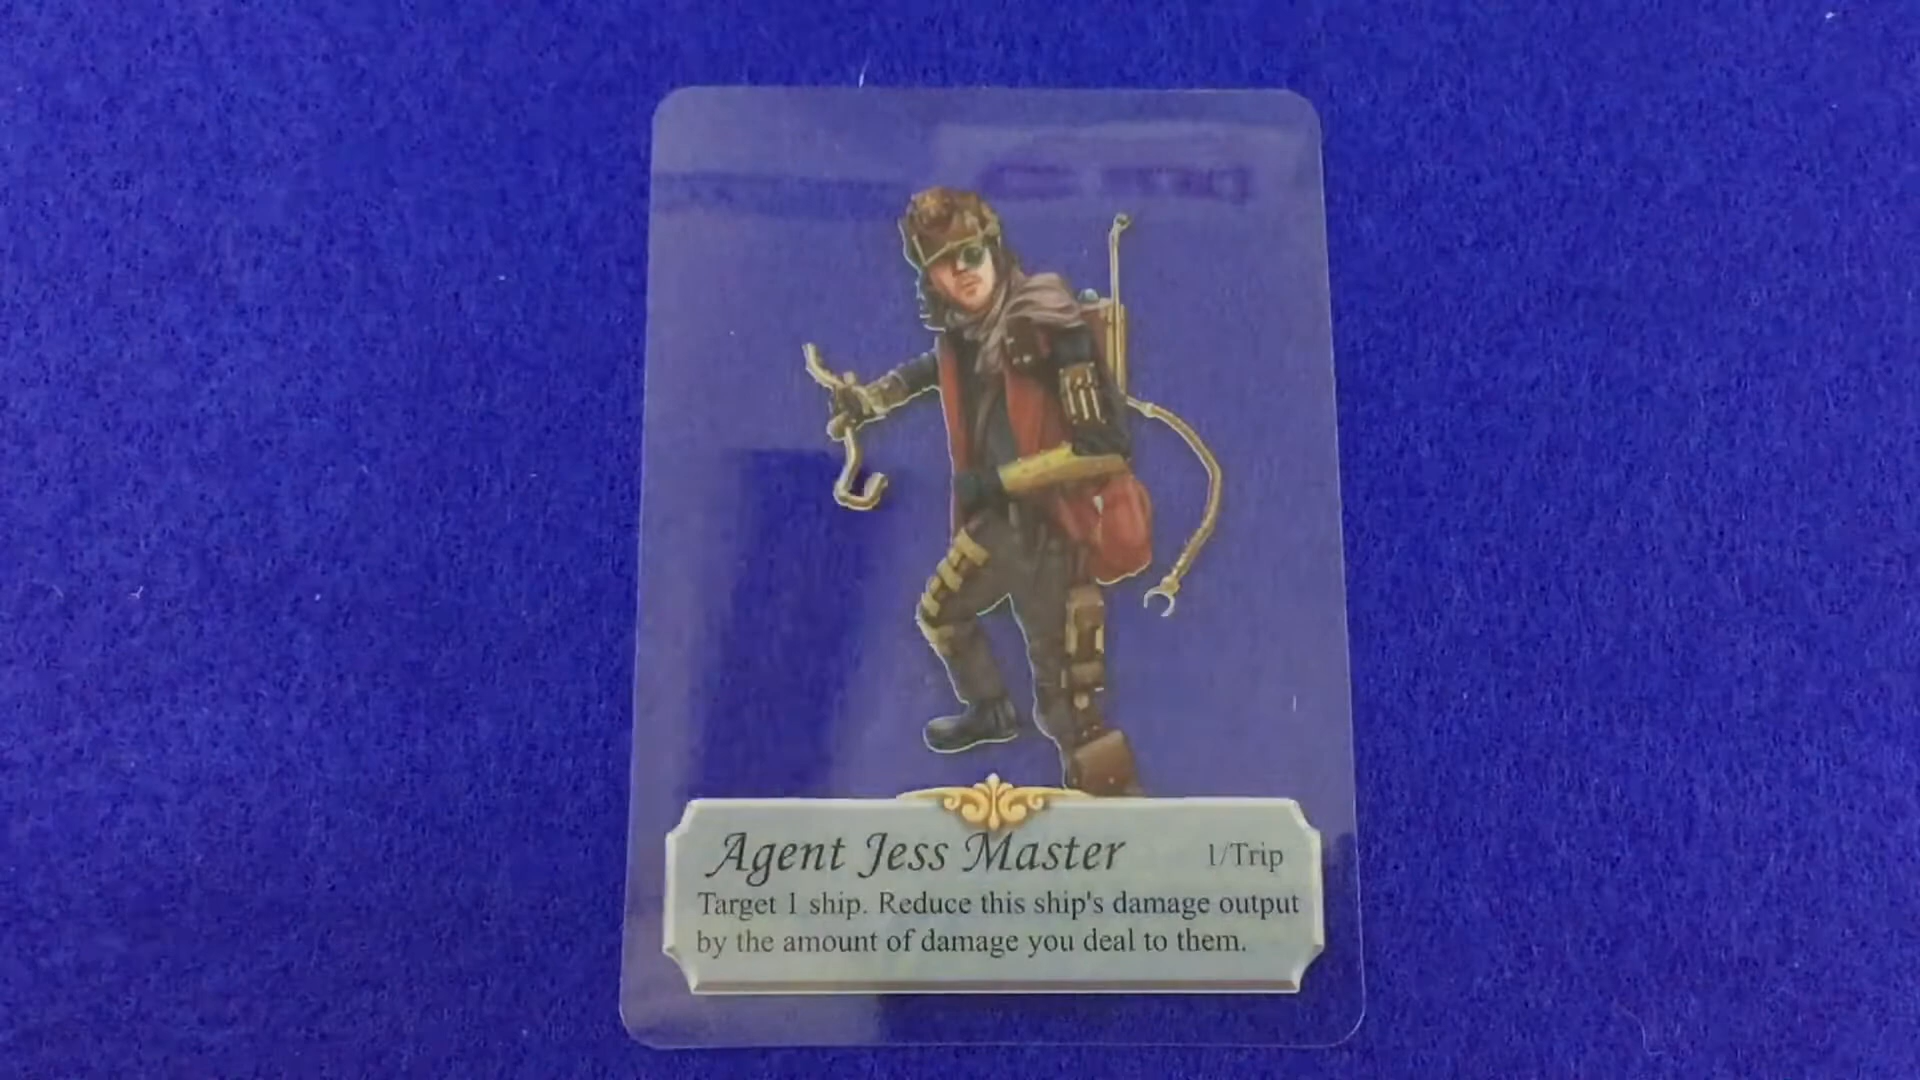 Agent Jess Master 1/Trip
Target 1 ship. Reduce this ship's damage output
by the amount of damage you deal to them.